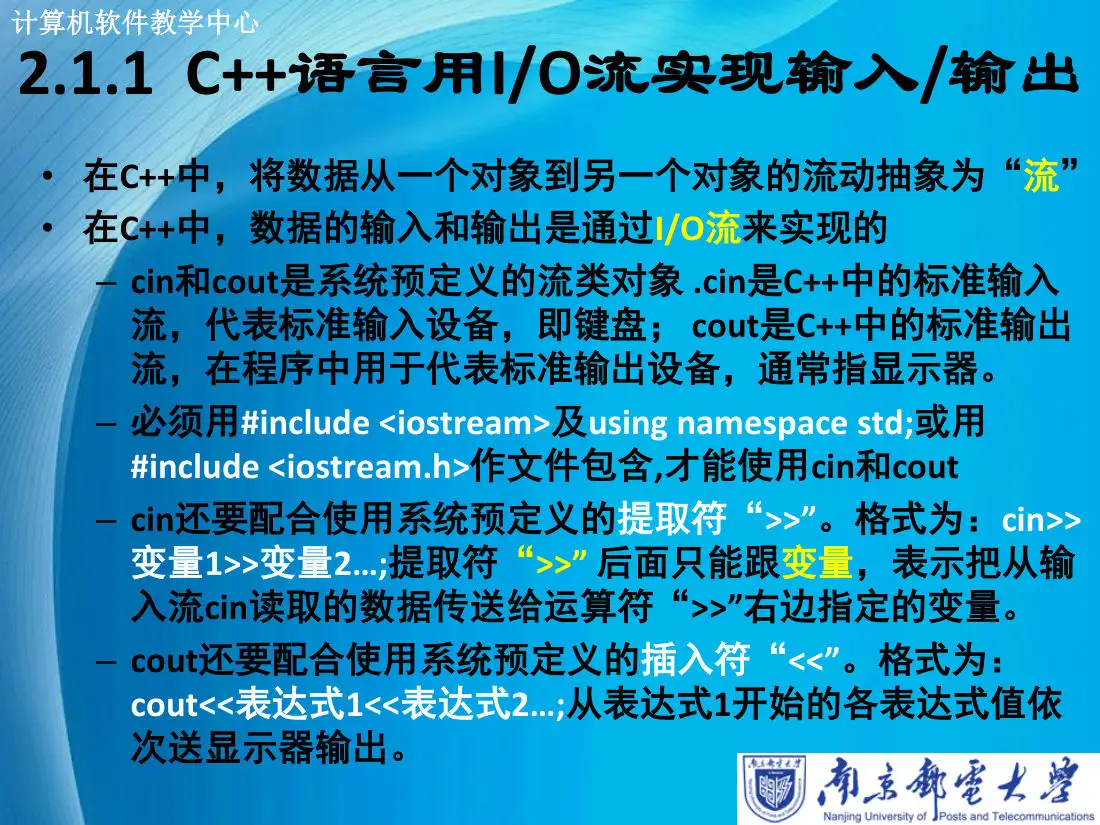 计算机软件教学中心
2.1.1 C++语言用I/O流实现输入/输出
• 在C++中，将数据从一个对象到另一个对象的流动抽象为“流”
• 在C++中，数据的输入和输出是通过I/O流来实现的
– cin和cout是系统预定义的流类对象 .cin是C++中的标准输入
流，代表标准输入设备，即键盘； cout是C++中的标准输出
流，在程序中用于代表标准输出设备，通常指显示器。
– 必须用#include <iostream>及using namespace std;或用
#include <iostream.h>作文件包含,才能使用cin和cout
– cin还要配合使用系统预定义的提取符“>>”。格式为：cin>>
变量1>>变量2…;提取符“>>” 后面只能跟变量，表示把从输
入流cin读取的数据传送给运算符“>>”右边指定的变量。
– cout还要配合使用系统预定义的插入符“<<”。格式为：
cout<<表达式1<<表达式2…;从表达式1开始的各表达式值依
次送显示器输出。
南京郵電大學
Nanjing University of Posts and Telecommunications